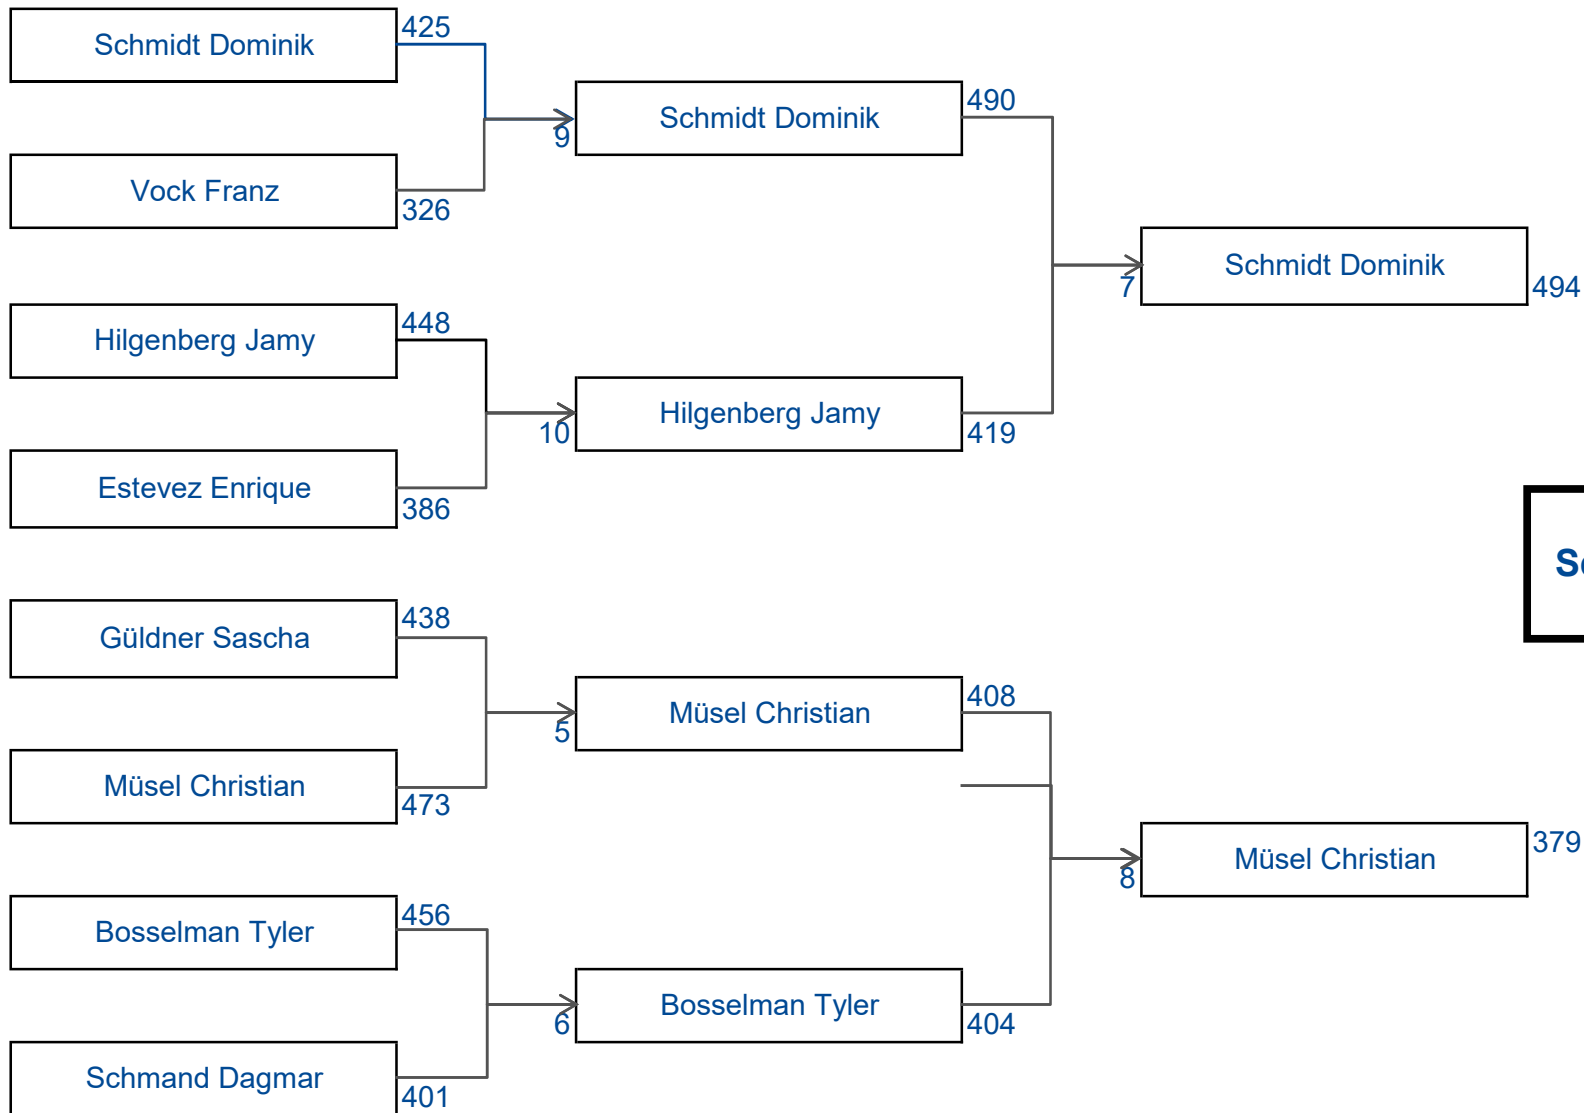 Schmidt Dominik
425
Vock Franz
326
Hilgenberg Jamy
448
Estevez Enrique
386
Güldner Sascha
438
Müsel Christian
473
Bosselman Tyler
456
Schmand Dagmar
401
9
Schmidt Dominik
490
10
Hilgenberg Jamy
419
5
Müsel Christian
408
6
Bosselman Tyler
404
7
Schmidt Dominik
494
8
Müsel Christian
379